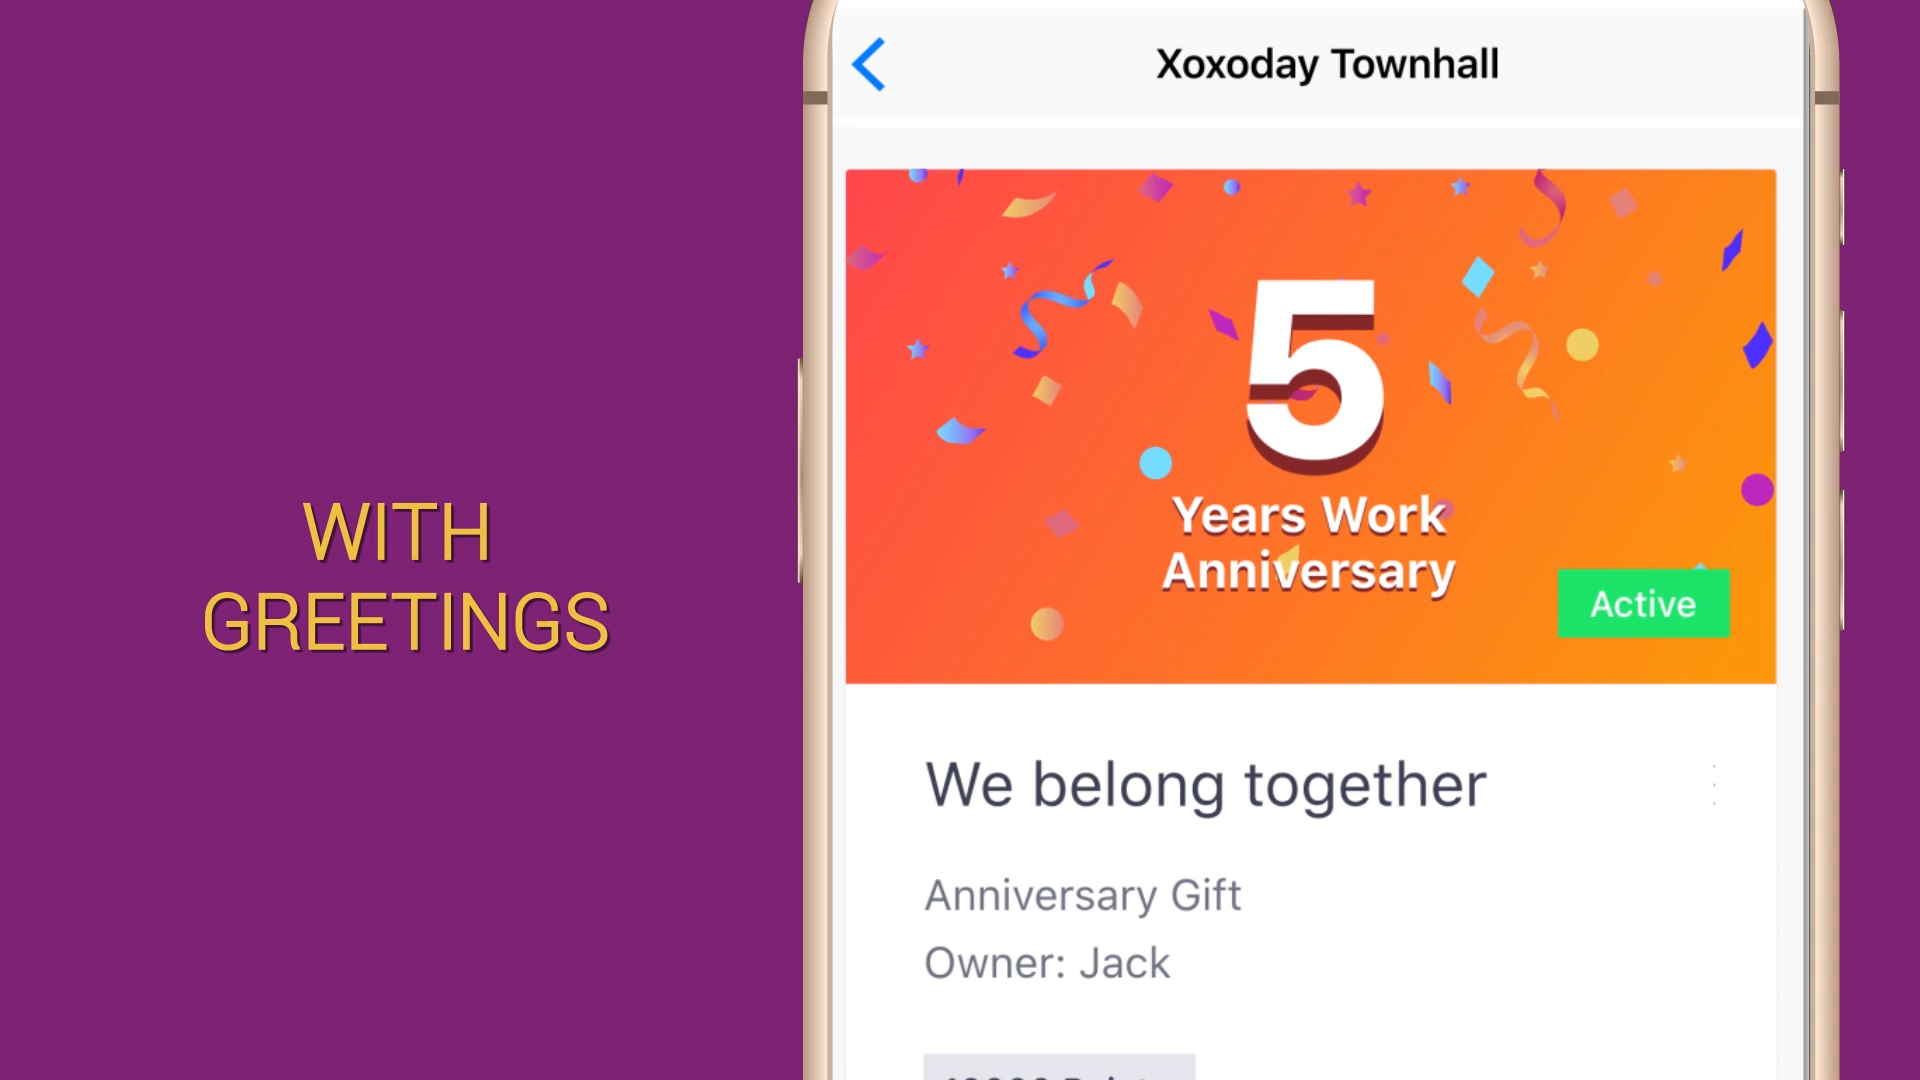 WITH
GREETINGS
Xoxoday Townhall
5
Years Work
Anniversary
Active
We belong together
Anniversary Gift
Owner: Jack